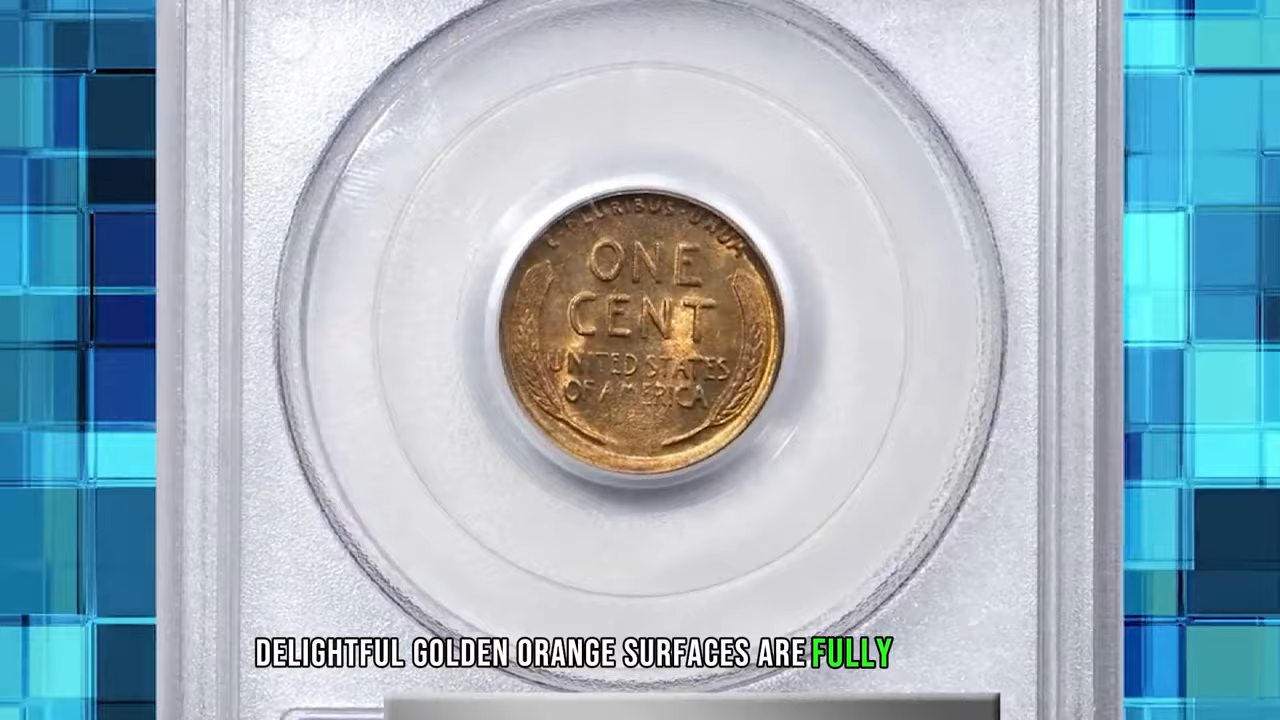 E·PLURIBUS·UNUM
ONE
CENT
UNITED STATES
OF AMERICA
DELIGHTFUL GOLDEN ORANGE SURFACES ARE FULLY